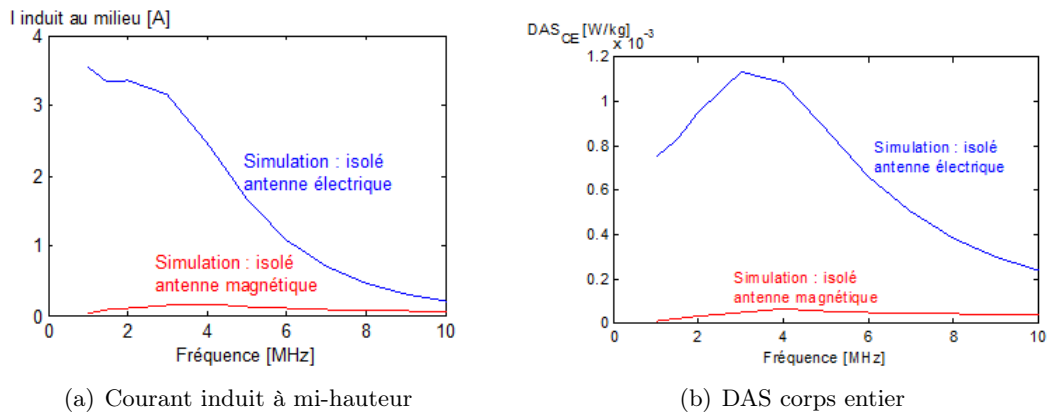 I induit au milieu [A]
4
3
2
1
0
Simulation : isolé
antenne électrique
Simulation : isolé
antenne magnétique
0 2 4 6 8 10
Fréquence [MHz]
(a) Courant induit à mi-hauteur
DAS_CE [W/kg]
x 10^-3
1.2
1
0.8
0.6
0.4
0.2
0
Simulation : isolé
antenne électrique
Simulation : isolé
antenne magnétique
0 2 4 6 8 10
Fréquence [MHz]
(b) DAS corps entier